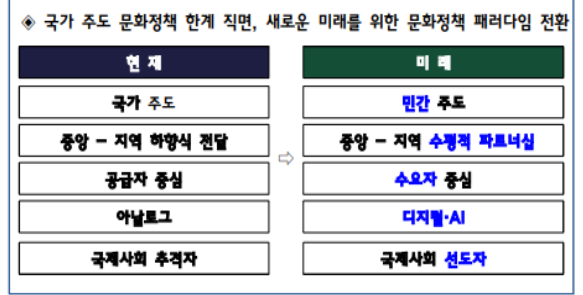 ◈ 국가 주도 문화정책 한계 직면, 새로운 미래를 위한 문화정책 패러다임 전환
현 재
미 래
국가 주도
민간 주도
중앙 – 지역 하향식 전달
⇨
중앙 – 지역 수평적 파트너십
공급자 중심
수요자 중심
아날로그
디지털·AI
국제사회 추격자
국제사회 선도자